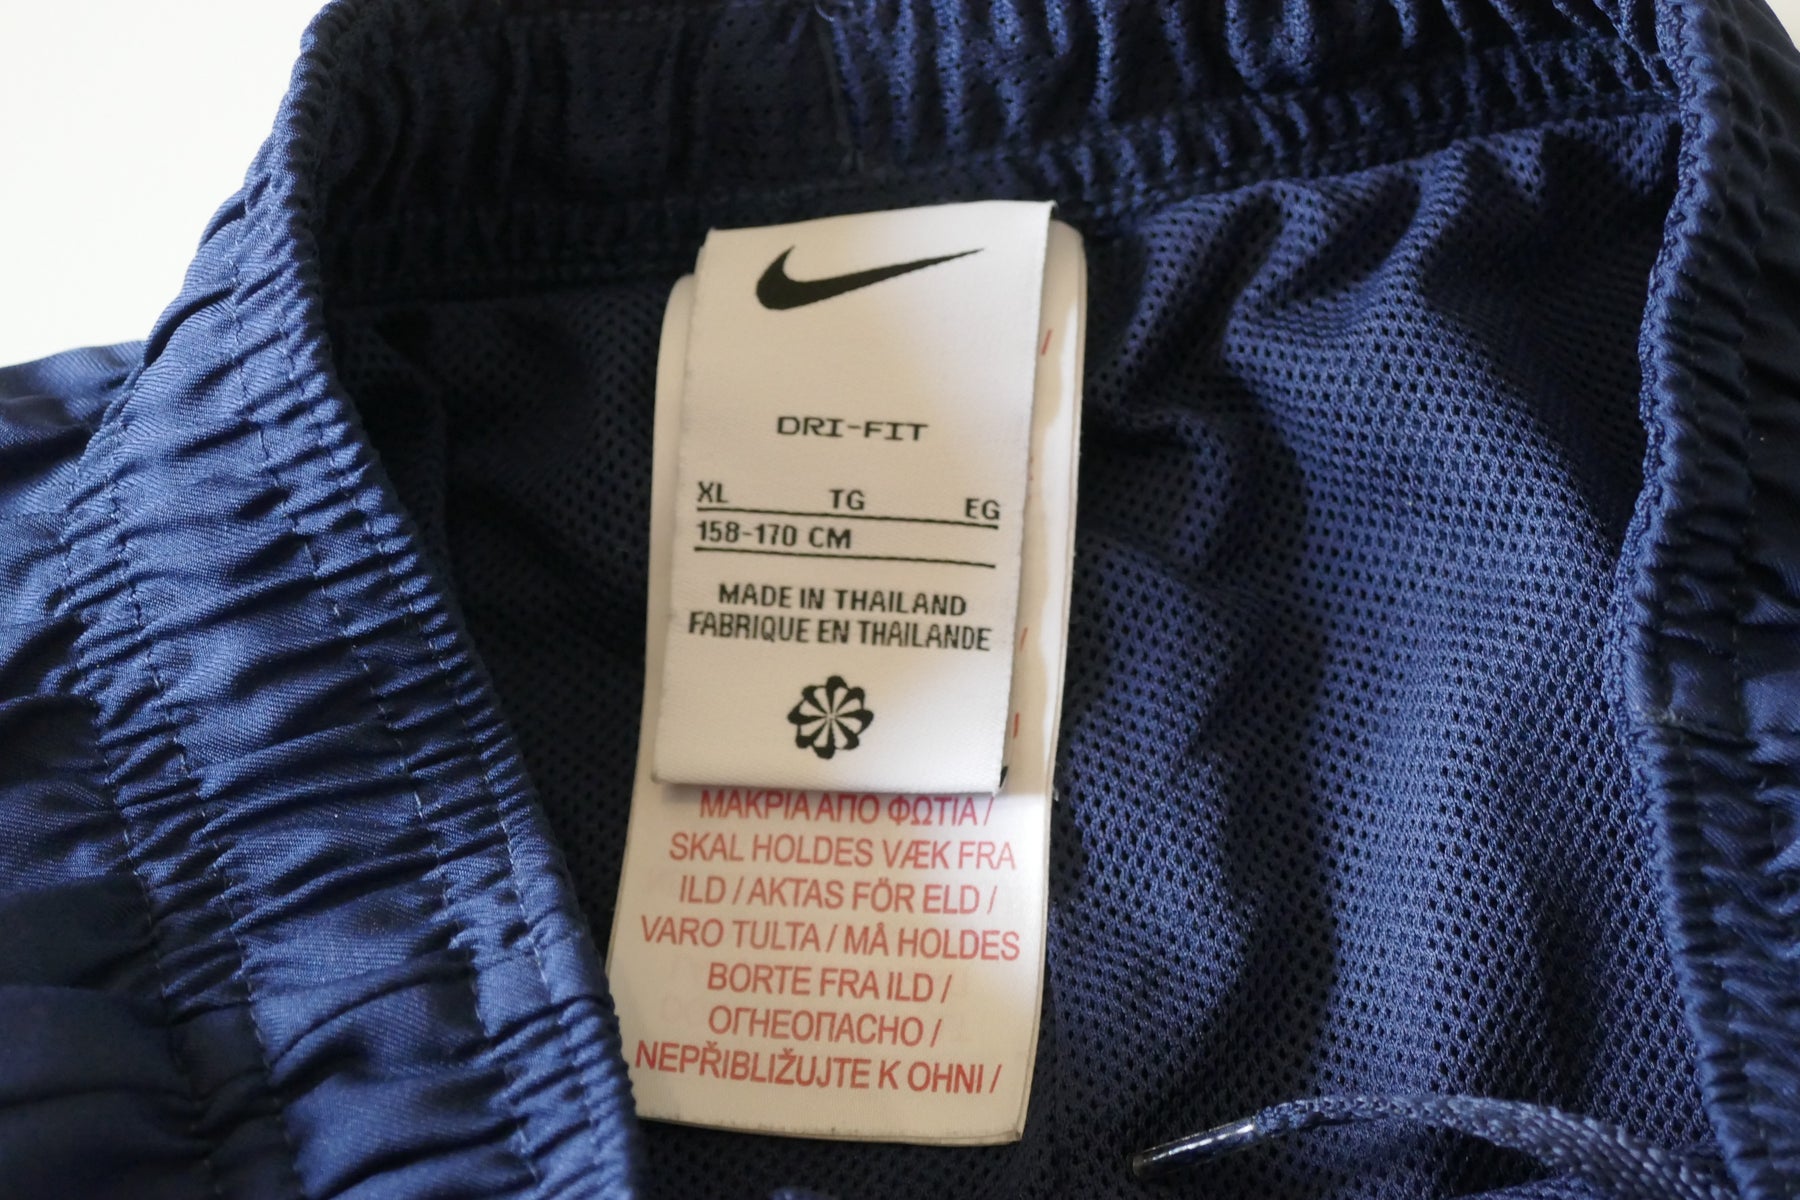 DRI-FIT
XL TG EG
158-170 CM
MADE IN THAILAND
FABRIQUE EN THAILANDE
ΜΑΚΡΙΑ ΑΠΟ ΦΩΤΙΑ /
SKAL HOLDES VÆK FRA
ILD / AKTAS FÖR ELD /
VARO TULTA / MÅ HOLDES
BORTE FRA ILD /
ОГНЕОПАСНО /
NEPŘIBLIŽUJTE K OHNI /